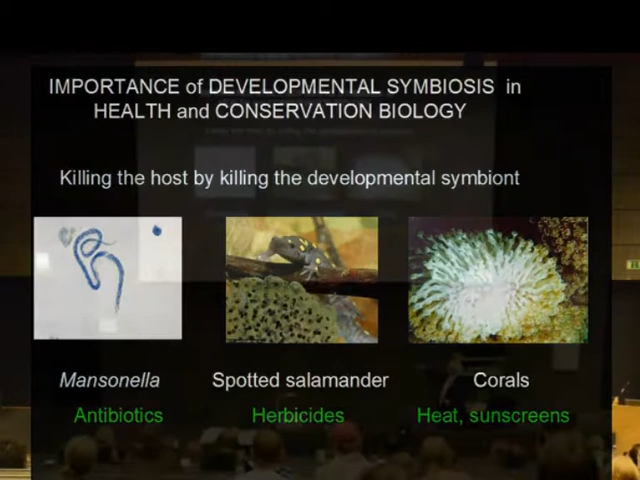 IMPORTANCE of DEVELOPMENTAL SYMBIOSIS in
HEALTH and CONSERVATION BIOLOGY
Killing the host by killing the developmental symbiont
Mansonella
Spotted salamander
Corals
Antibiotics
Herbicides
Heat, sunscreens